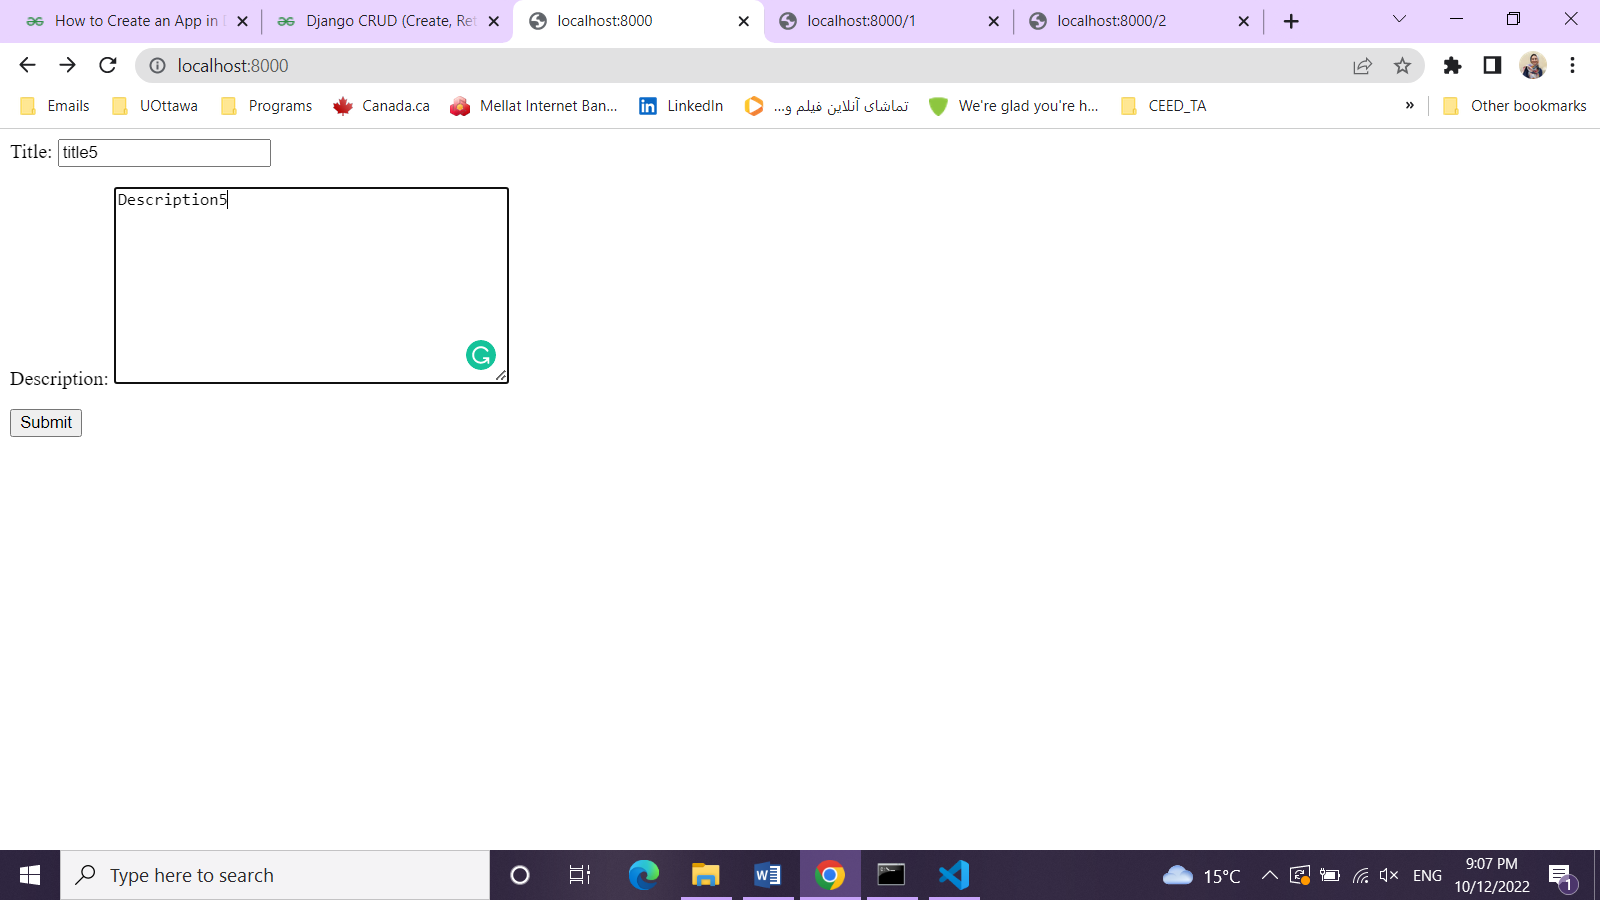 How to Create an App in
Django CRUD (Create, Ret
localhost:8000
localhost:8000/1
localhost:8000/2
localhost:8000
Emails
UOttawa
Programs
Canada.ca
Mellat Internet Ban...
LinkedIn
تماشای آنلاین فیلم و...
We're glad you're h...
CEED_TA
»
Other bookmarks
Title: title5
Description5
Description:
Submit
Type here to search
15°C
ENG
9:07 PM
10/12/2022
1